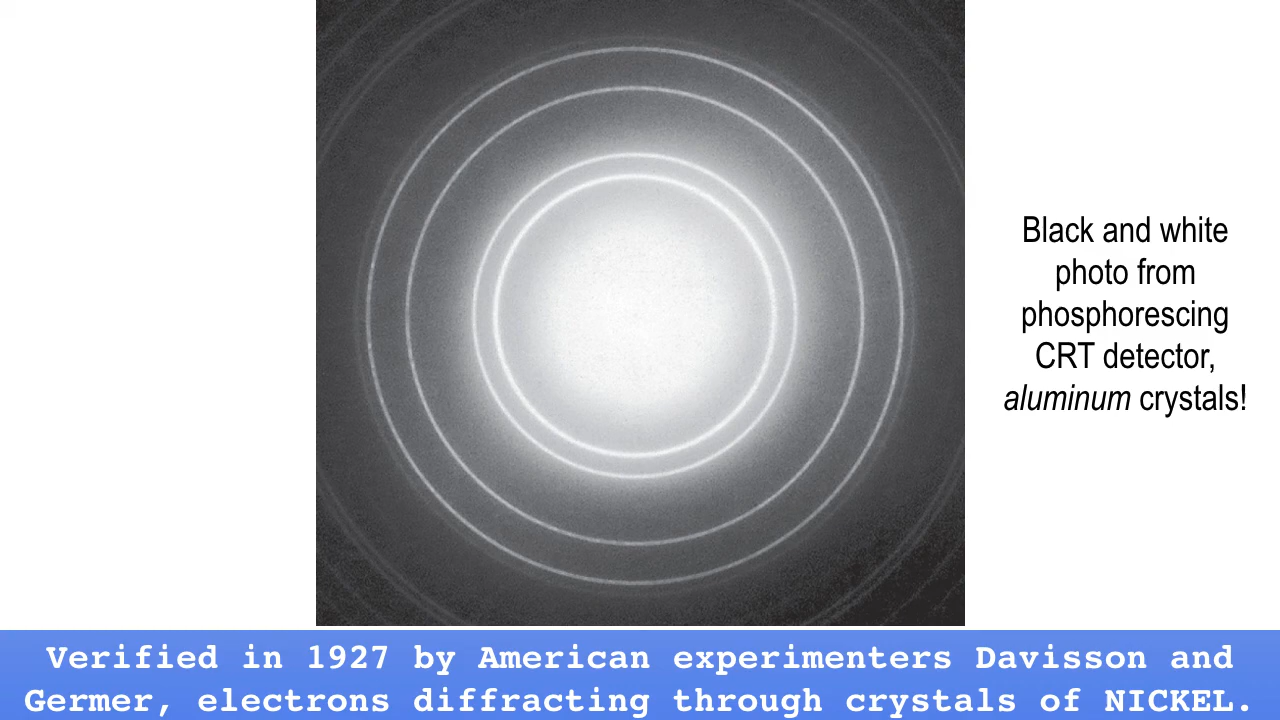 Black and white
photo from
phosphorescing
CRT detector,
aluminum crystals!
Verified in 1927 by American experimenters Davisson and
Germer, electrons diffracting through crystals of NICKEL.